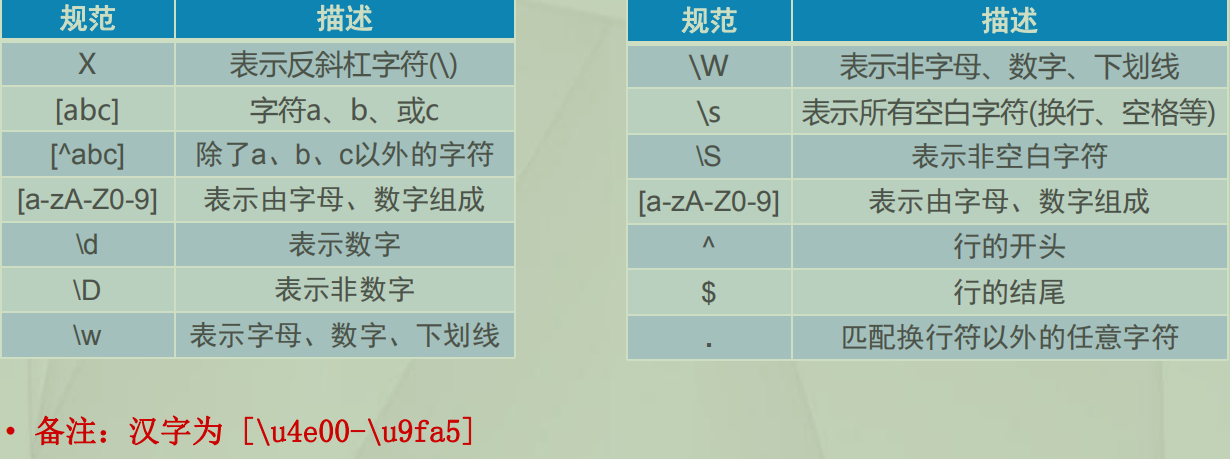 规范 描述
X 表示反斜杠字符(\)
[abc] 字符a、b、或c
[^abc] 除了a、b、c以外的字符
[a-zA-Z0-9] 表示由字母、数字组成
\d 表示数字
\D 表示非数字
\w 表示字母、数字、下划线
规范 描述
\W 表示非字母、数字、下划线
\s 表示所有空白字符(换行、空格等)
\S 表示非空白字符
[a-zA-Z0-9] 表示由字母、数字组成
^ 行的开头
$ 行的结尾
. 匹配换行符以外的任意字符
• 备注：汉字为［\u4e00-\u9fa5］